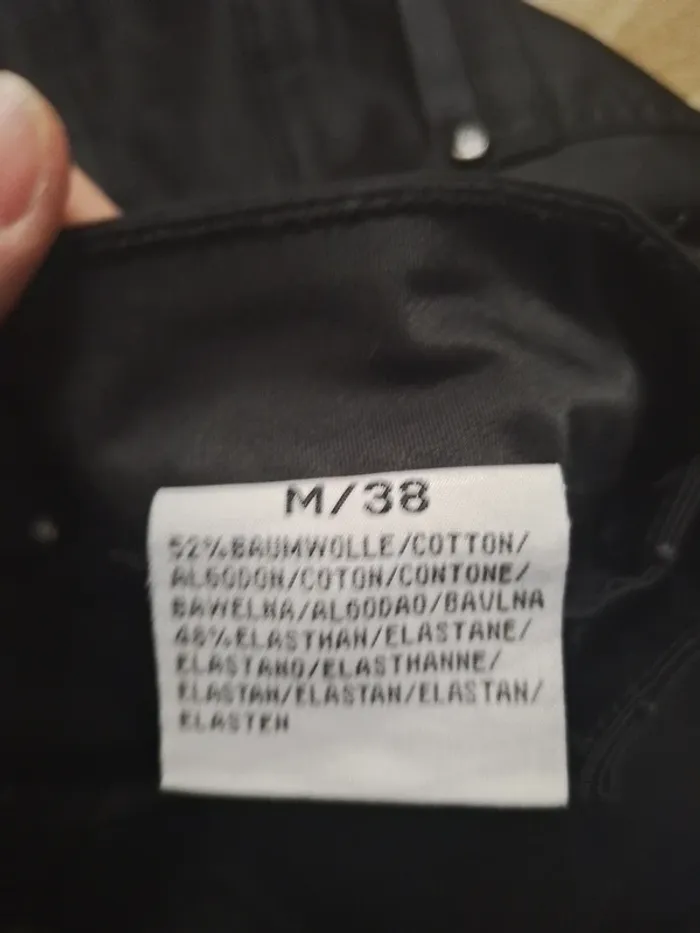 M/38
52%BAUMWOLLE/COTTON/
ALGODON/COTON/CONTONE/
BAWELNA/ALGODAO/BAVLNA
48%ELASTHAN/ELASTANE/
ELASTANO/ELASTHANNE/
ELASTAN/ELASTAN/ELASTAN/
ELASTEN